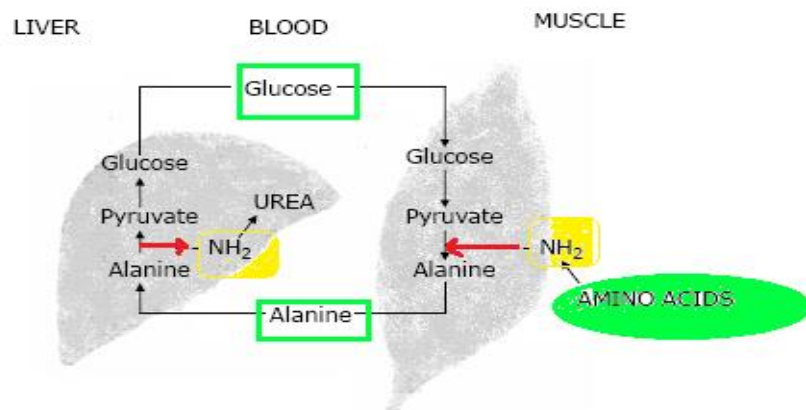 LIVER BLOOD MUSCLE
Glucose
Glucose Glucose
UREA
Pyruvate Pyruvate
-NH2 -NH2
Alanine Alanine
AMINO ACIDS
Alanine